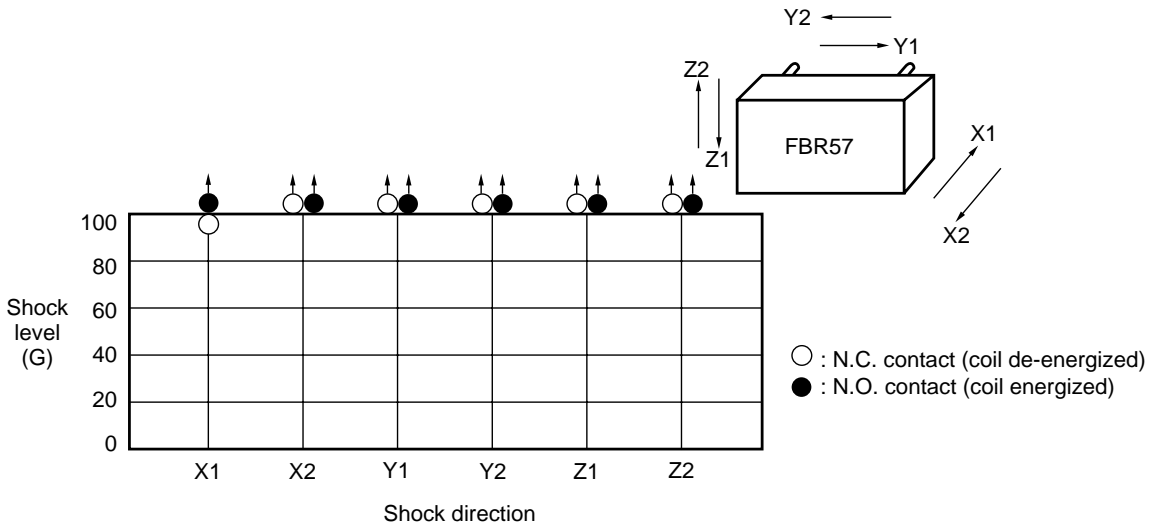 Y2
Y1
Z2
Z1
FBR57
X1
X2
100
80
60
40
20
0
Shock
level
(G)
X1 X2 Y1 Y2 Z1 Z2
Shock direction
: N.C. contact (coil de-energized)
: N.O. contact (coil energized)